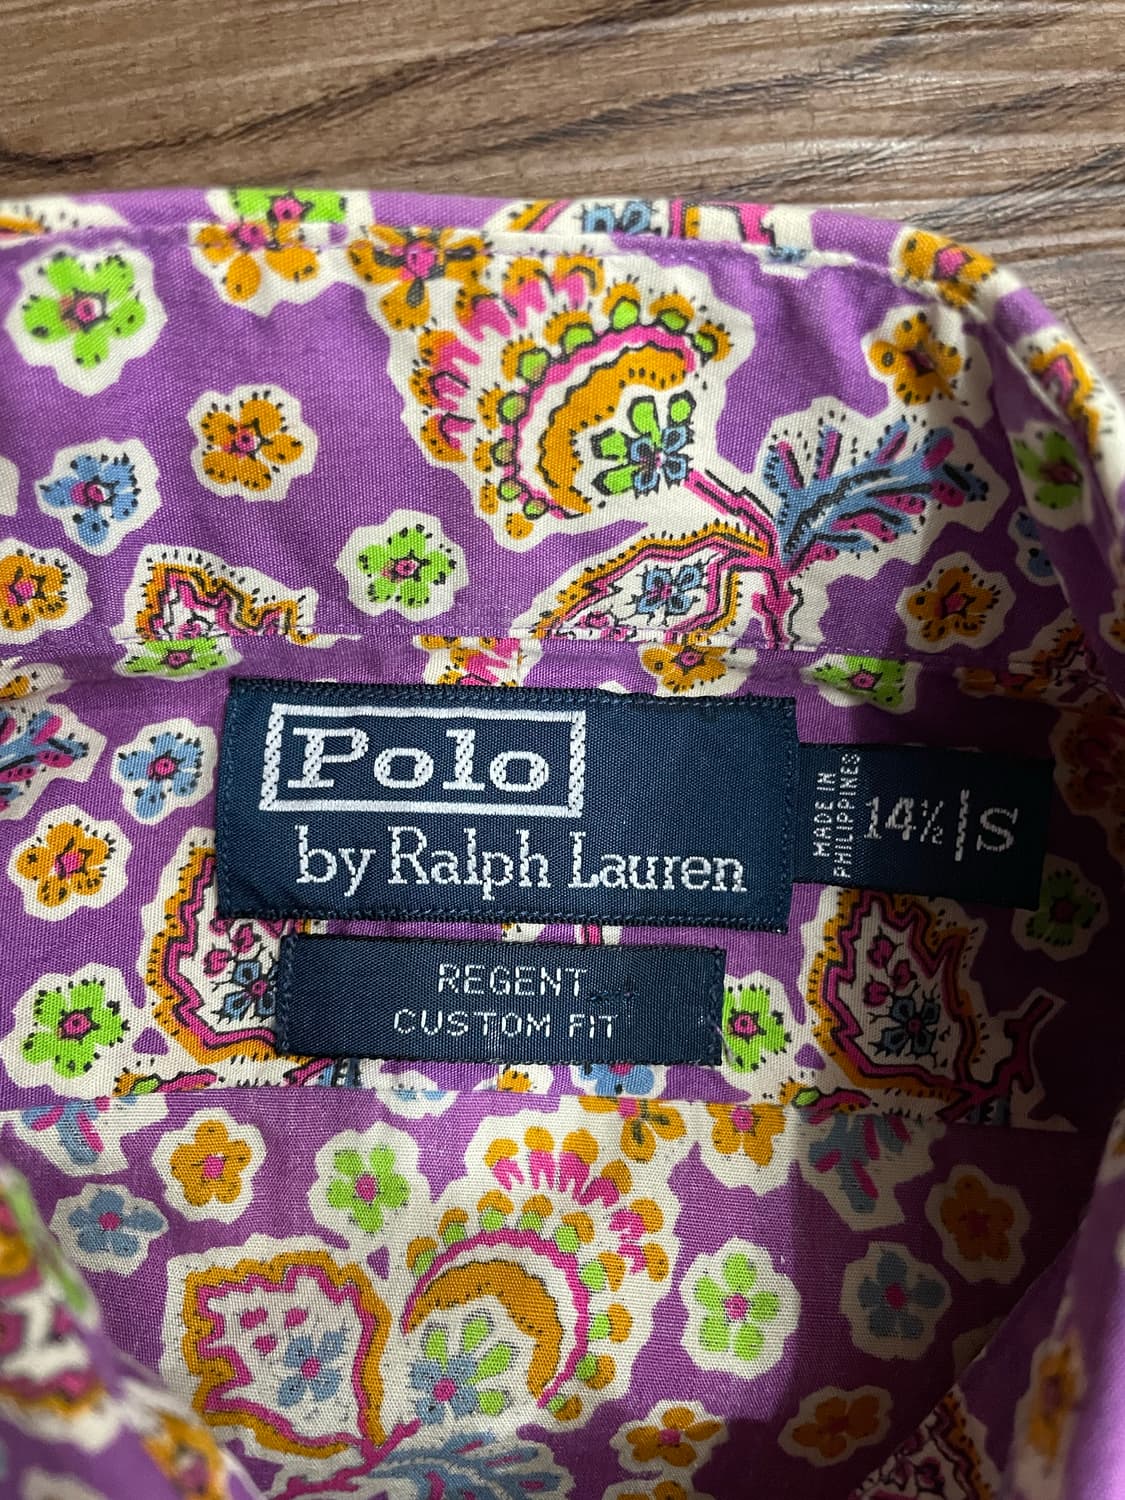 Polo
by Ralph Lauren
MADE IN
PHILIPPINES
14½ S
REGENT
CUSTOM FIT